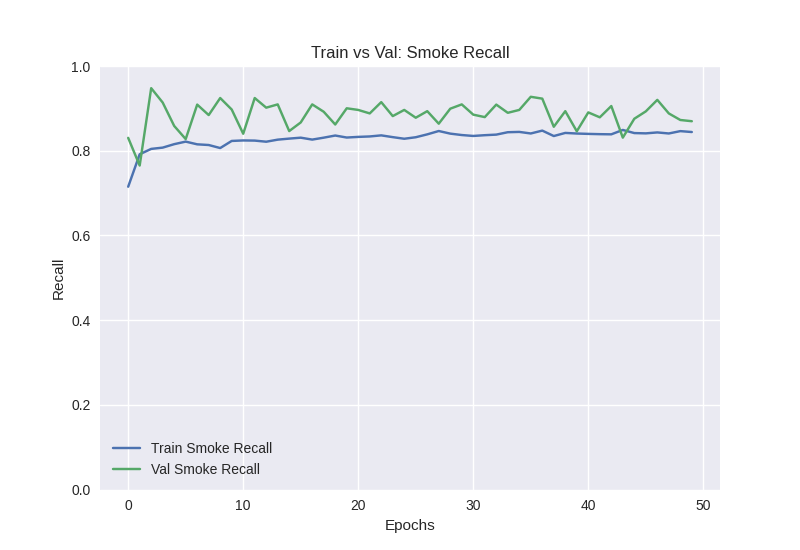 Train vs Val: Smoke Recall
1.0
0.8
0.6
0.4
0.2
0.0
Recall
Train Smoke Recall
Val Smoke Recall
0 10 20 30 40 50
Epochs